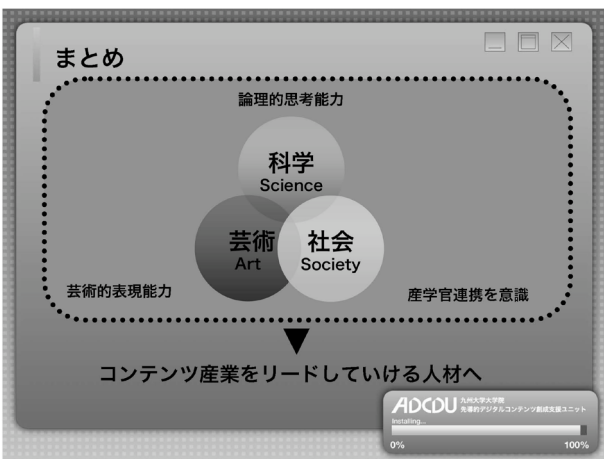 まとめ
論理的思考能力
科学
Science
芸術
Art
社会
Society
芸術的表現能力
産学官連携を意識
コンテンツ産業をリードしていける人材へ
ADCDU
九州大学大学院
先導的デジタルコンテンツ創成支援ユニット
Installing...
0%
100%